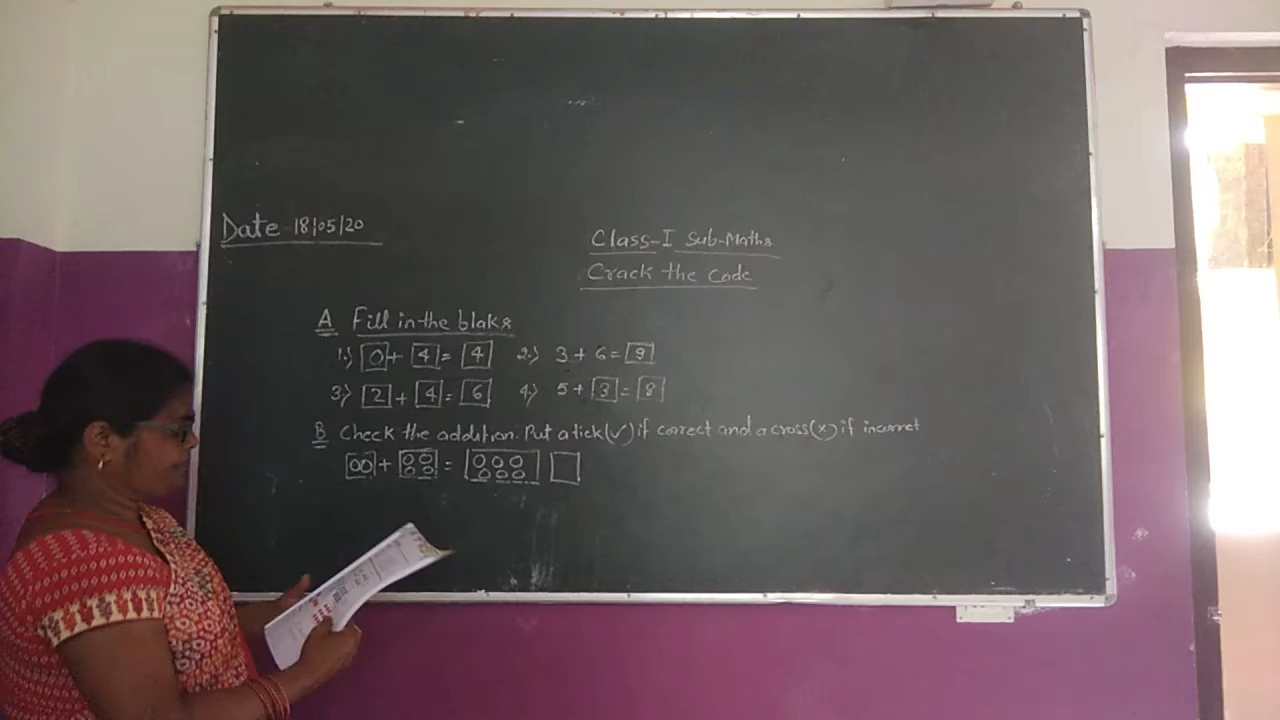 Date 18/05/20
Class-I Sub-Maths
Crack the Code
A Fill in the blaks
1.) 0 + 4 = 4 2.) 3 + 6 = 9
3) 2 + 4 = 6 4.) 5 + 3 = 8
B Check the addition. Put a tick (✓) if correct and a cross (x) if incorret
+ =